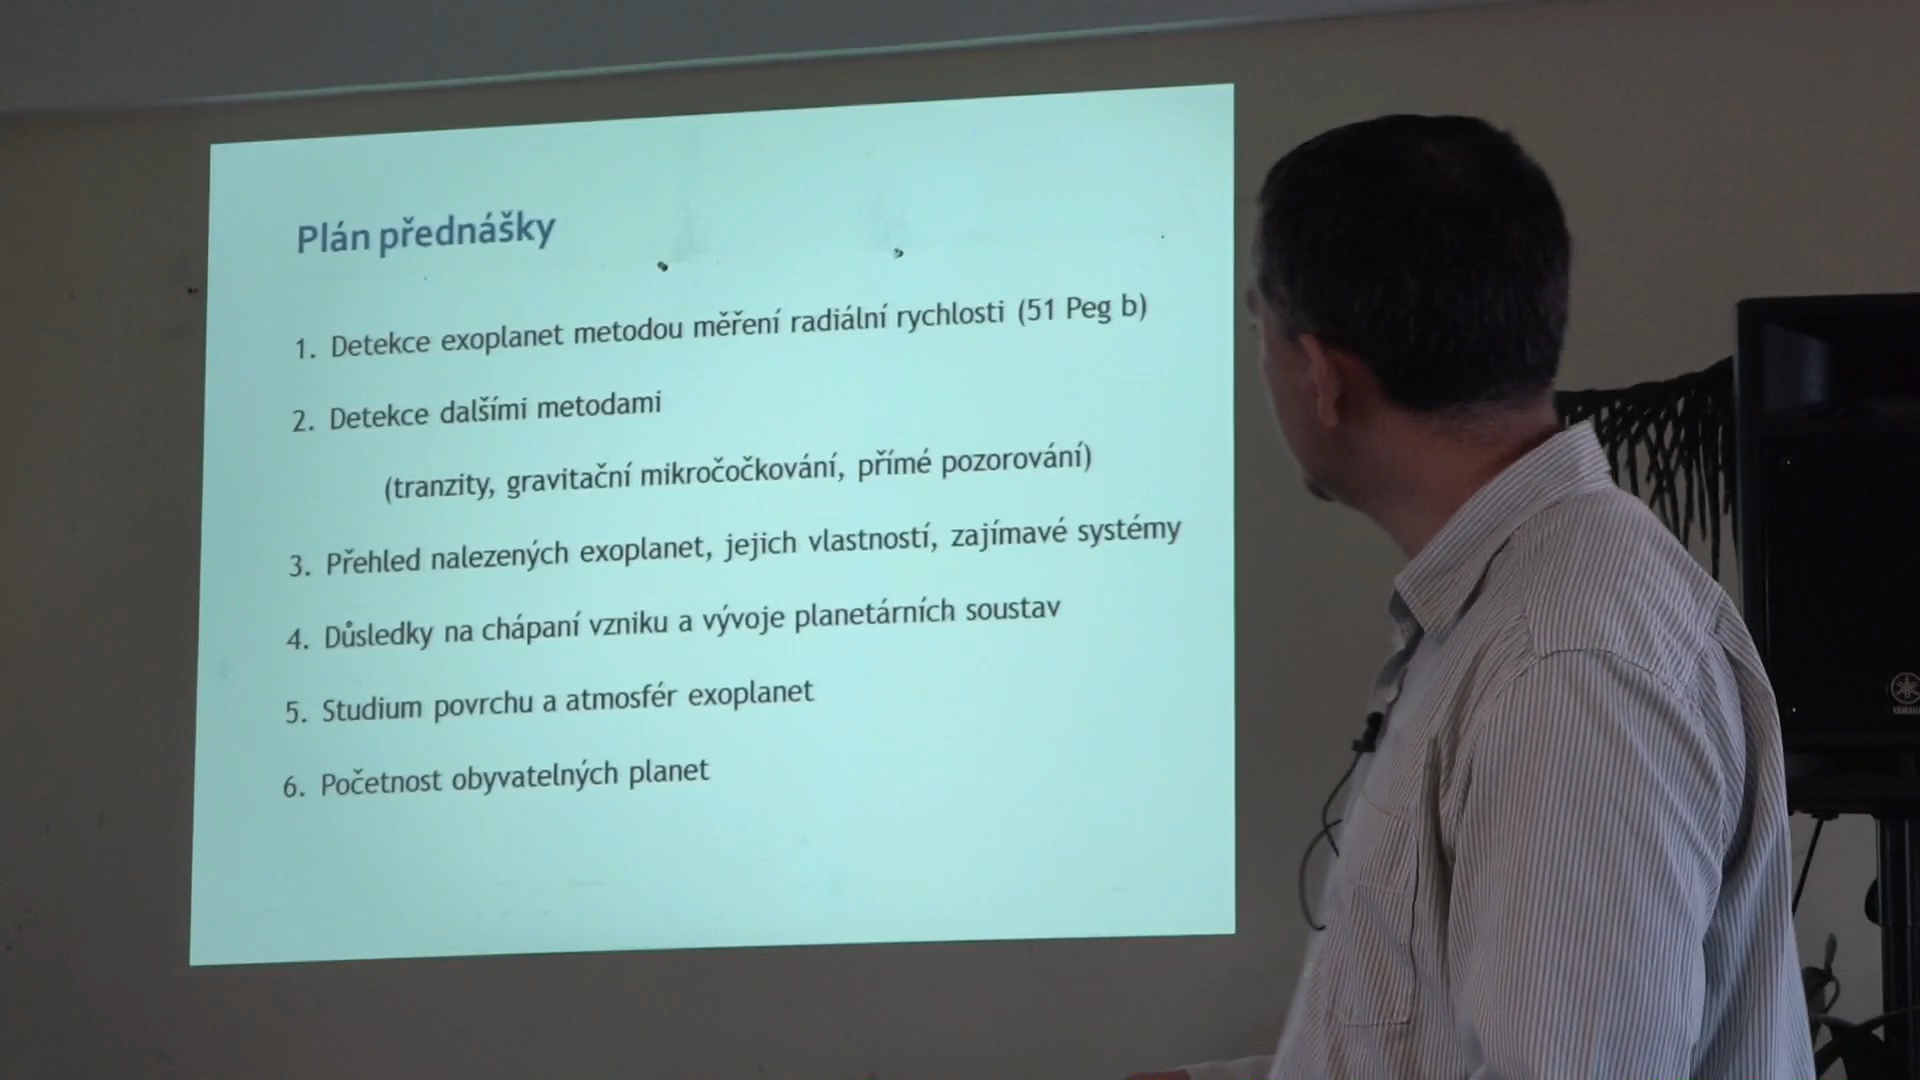 Plán přednášky
1. Detekce exoplanet metodou měření radiální rychlosti (51 Peg b)
2. Detekce dalšími metodami
(tranzity, gravitační mikročočkování, přímé pozorování)
3. Přehled nalezených exoplanet, jejich vlastností, zajímavé systémy
4. Důsledky na chápaní vzniku a vývoje planetárních soustav
5. Studium povrchu a atmosfér exoplanet
6. Početnost obyvatelných planet